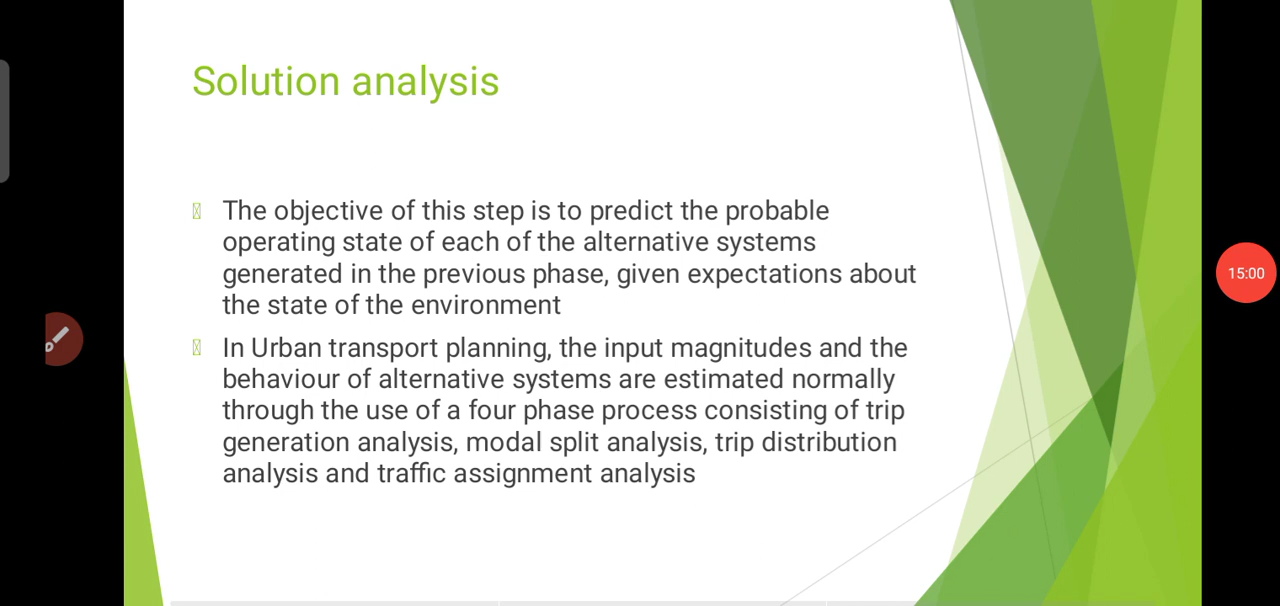 Solution analysis
The objective of this step is to predict the probable
operating state of each of the alternative systems
generated in the previous phase, given expectations about
the state of the environment
In Urban transport planning, the input magnitudes and the
behaviour of alternative systems are estimated normally
through the use of a four phase process consisting of trip
generation analysis, modal split analysis, trip distribution
analysis and traffic assignment analysis
15:00